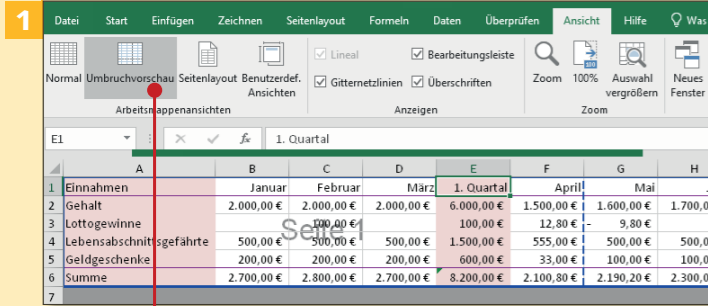 1
Datei Start Einfügen Zeichnen Seitenlayout Formeln Daten Überprüfen Ansicht Hilfe Was
Lineal Bearbeitungsleiste
Gitternetzlinien Überschriften
Normal Umbruchvorschau Seitenlayout Benutzerdef. Ansichten Zoom 100% Auswahl vergrößern Neues Fenster
Arbeitsmappenansichten Anzeigen Zoom
E1 fx 1. Quartal
A B C D E F G H
1 Einnahmen Januar Februar März 1. Quartal April Mai
2 Gehalt 2.000,00 € 2.000,00 € 2.000,00 € 6.000,00 € 1.500,00 € 1.600,00 € 1.700,0
3 Lottogewinne 100,00 € 100,00 € 12,80 € - 9,80 €
Seite 1
4 Lebensabschnittsgefährte 500,00 € 500,00 € 500,00 € 1.500,00 € 555,00 € 500,00 € 500,0
5 Geldgeschenke 200,00 € 200,00 € 200,00 € 600,00 € 33,00 € 100,00 € 100,0
6 Summe 2.700,00 € 2.800,00 € 2.700,00 € 8.200,00 € 2.100,80 € 2.190,20 € 2.300,0
7